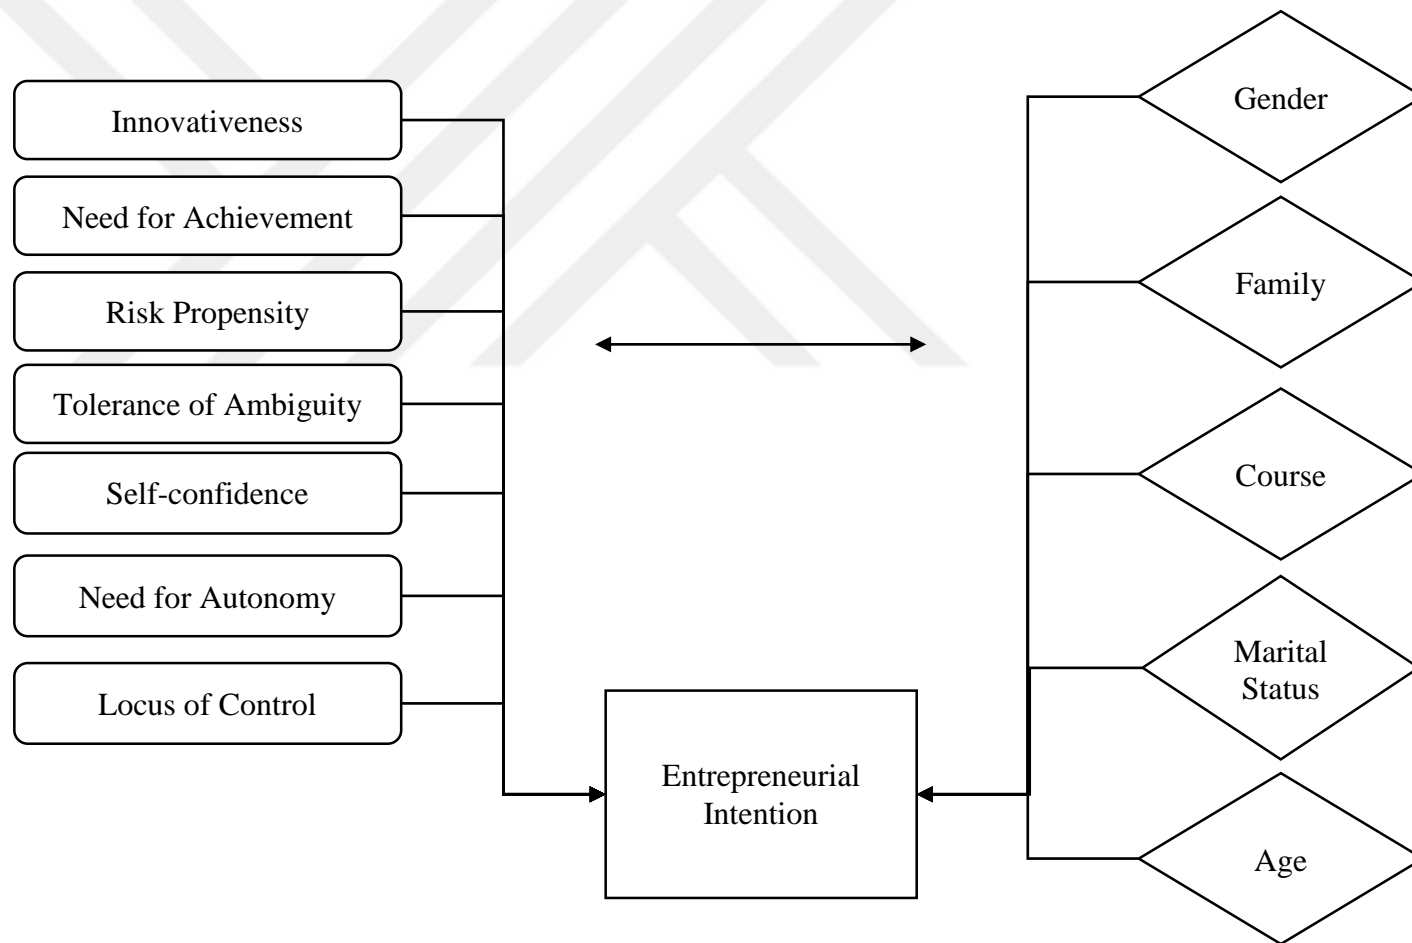 Innovativeness
Need for Achievement
Risk Propensity
Tolerance of Ambiguity
Self-confidence
Need for Autonomy
Locus of Control
Entrepreneurial
Intention
Gender
Family
Course
Marital
Status
Age